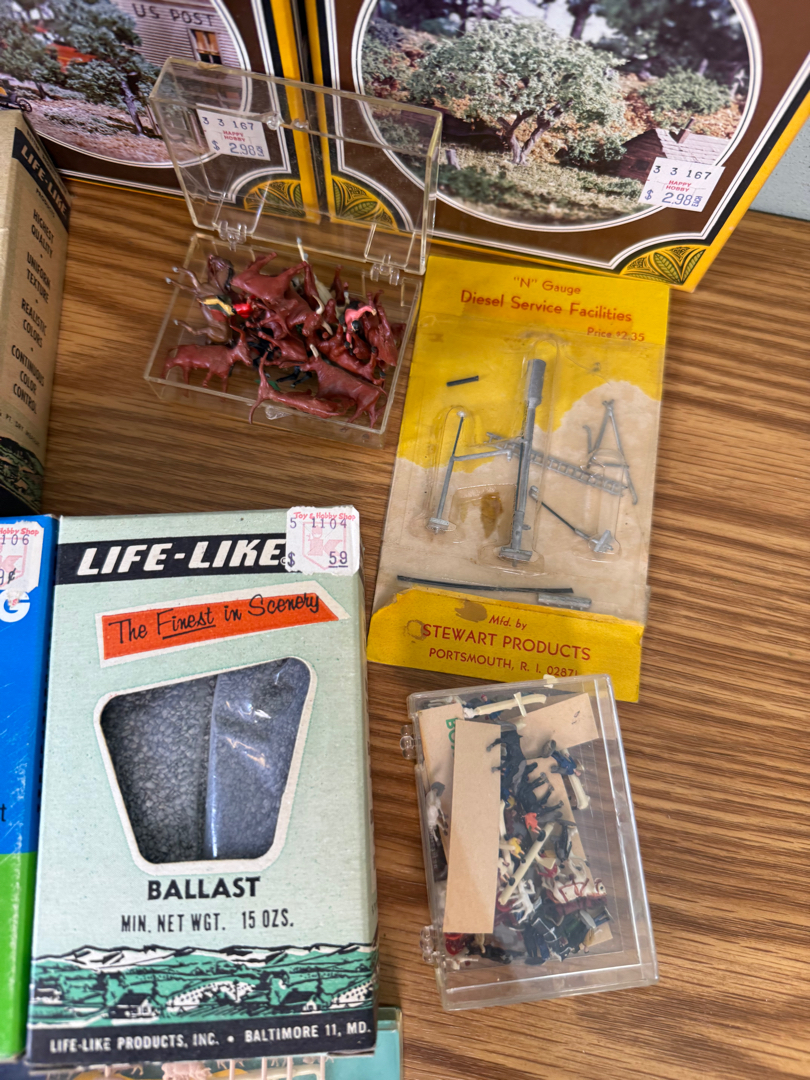 U.S. POST
3 3 167
HAPPY
HOBBY
$ 2.98
3 3 167
HAPPY
HOBBY
$ 2.98
LIFE-LIKE
HIGHEST
QUALITY
•
UNIFORM
TEXTURE
•
REALISTIC
COLORS
•
CONTINUOUS
COLOR
CONTROL
"N" Gauge
Diesel Service Facilities
Price $2.35
Mfd. by
STEWART PRODUCTS
PORTSMOUTH, R. I. 02871
106
Hobby Shop
9¢
G
Toy & Hobby Shop
5 1104
$ 59
LIFE-LIKE
The Finest in Scenery
BALLAST
MIN. NET WGT. 15 OZS.
LIFE-LIKE PRODUCTS, INC. • BALTIMORE 11, MD.